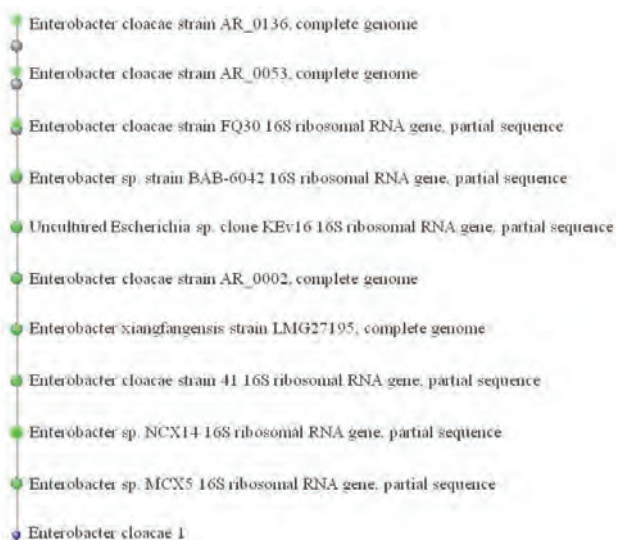 Enterobacter cloacae strain AR_0136, complete genome
Enterobacter cloacae strain AR_0053, complete genome
Enterobacter cloacae strain FQ30 16S ribosomal RNA gene, partial sequence
Enterobacter sp. strain BAB-6042 16S ribosomal RNA gene, partial sequence
Uncultured Escherichia sp. clone KEv16 16S ribosomal RNA gene, partial sequence
Enterobacter cloacae strain AR_0002, complete genome
Enterobacter xiangfangensis strain LMG27195, complete genome
Enterobacter cloacae strain 41 16S ribosomal RNA gene, partial sequence
Enterobacter sp. NCX14 16S ribosomal RNA gene, partial sequence
Enterobacter sp. MCX5 16S ribosomal RNA gene, partial sequence
Enterobacter cloacae 1